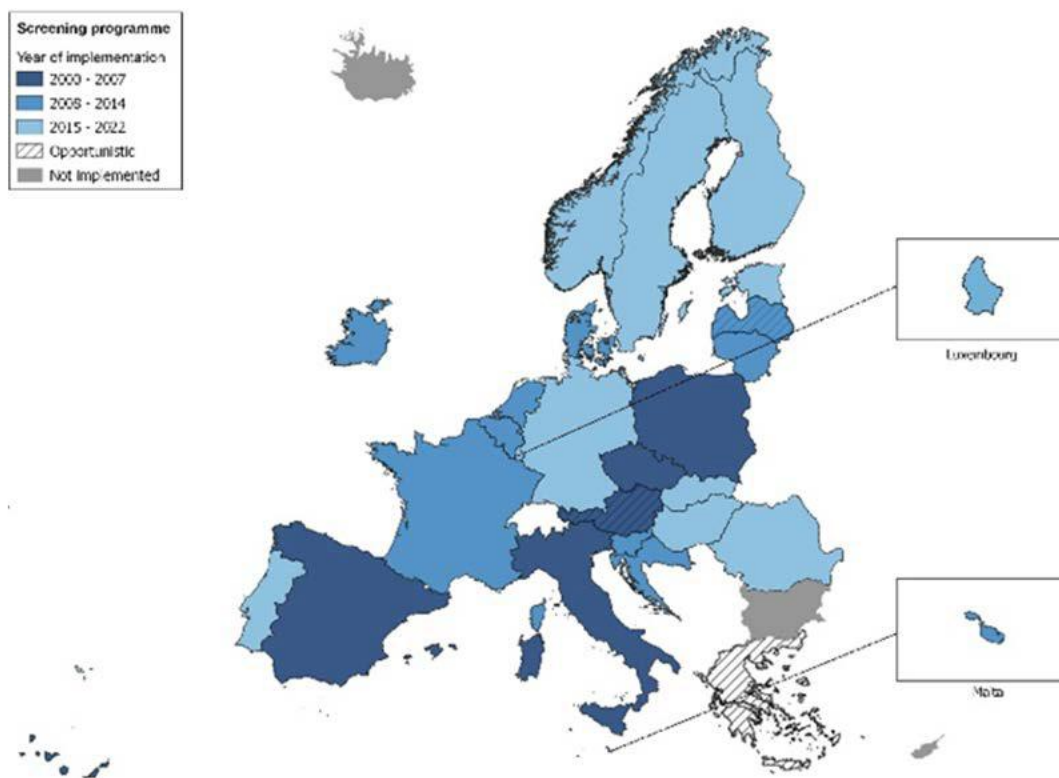 Screening programme
Year of implementation
2000 - 2007
2008 - 2014
2015 - 2022
Opportunistic
Not Implemented
Luxembourg
Malta